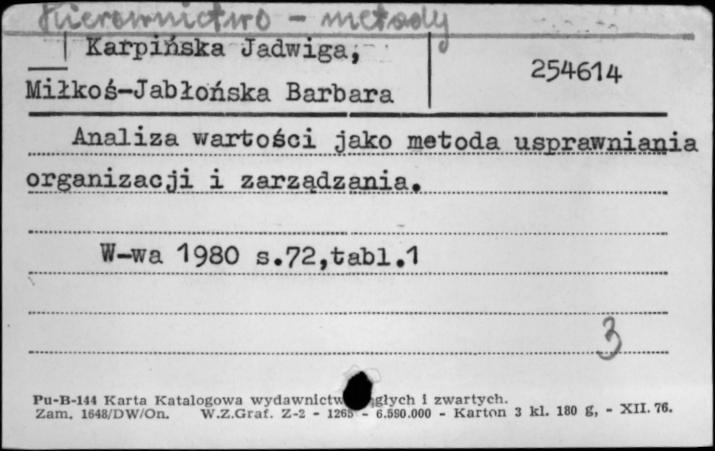 Kierownictwo - metody
Karpińska Jadwiga,
Miłkoś-Jabłońska Barbara
254614
Analiza wartości jako metoda usprawniania
organizacji i zarządzania.
W-wa 1980 s.72,tabl.1
3
Pu-B-144 Karta Katalogowa wydawnictw głych i zwartych.
Zam. 1648/DW/On. W.Z.Graf. Z-2 - 1265 - 6.590.000 - Karton 3 kl. 180 g, - XII. 76.